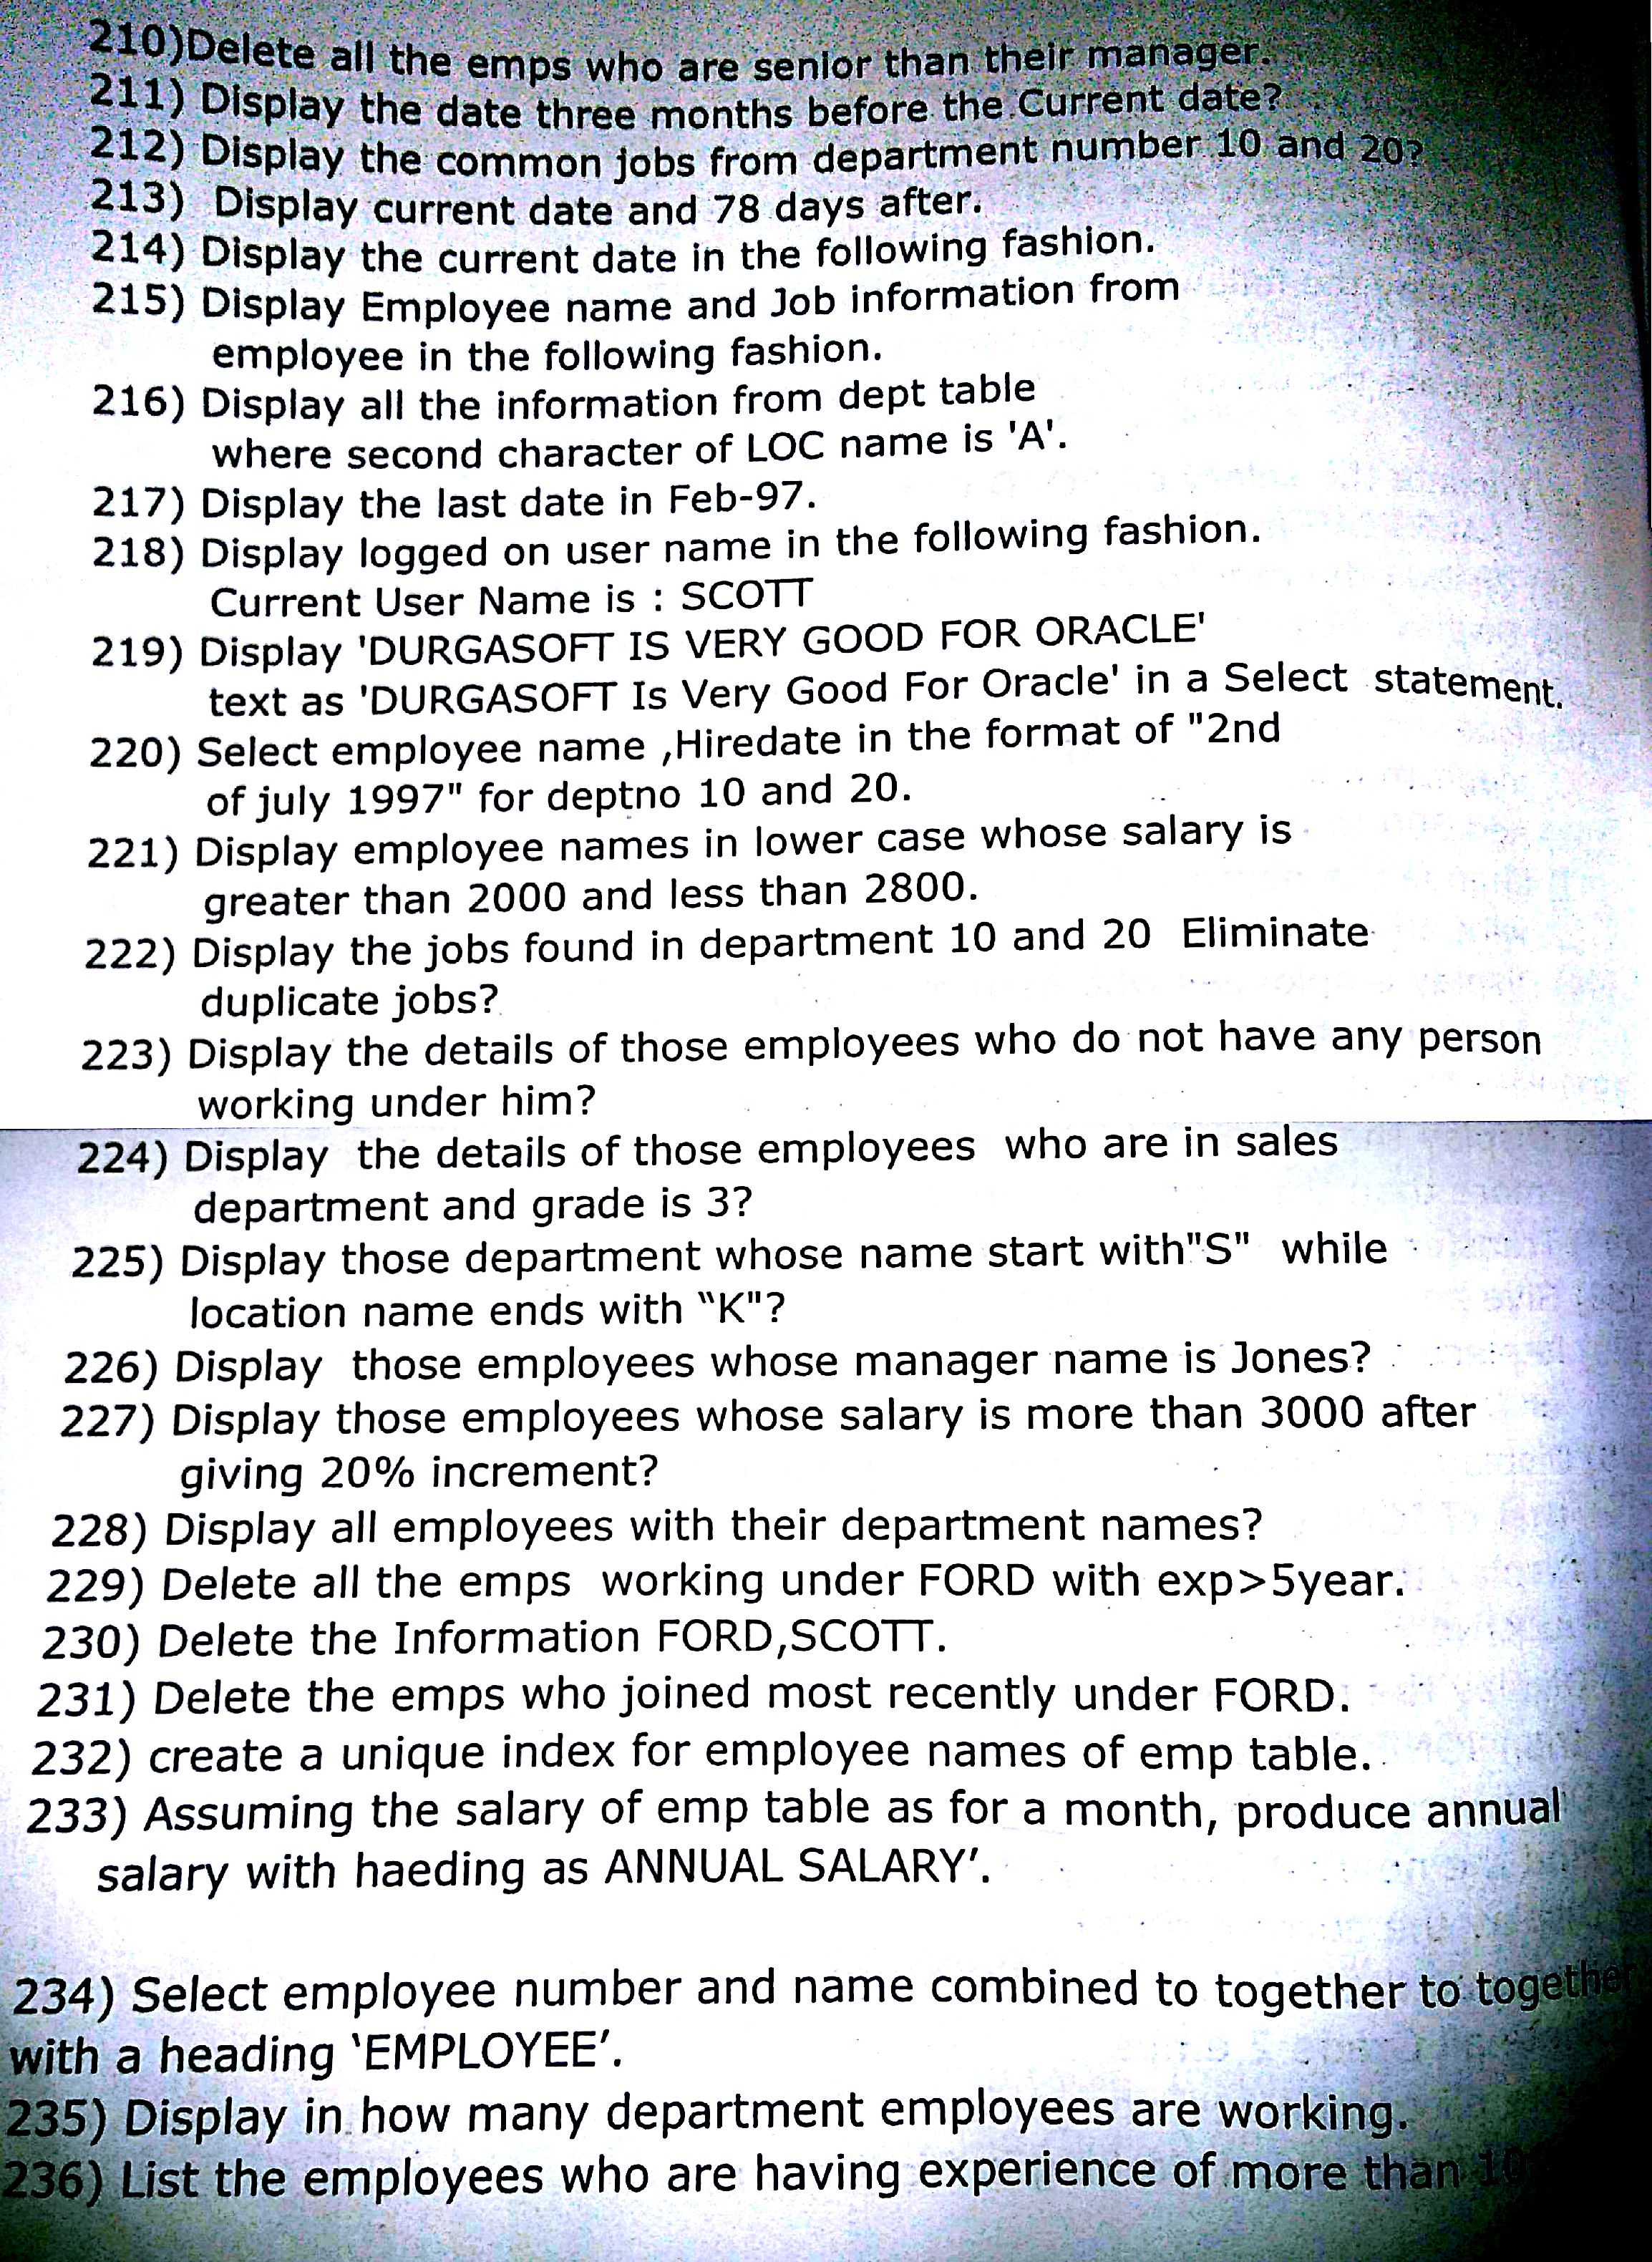 210)Delete all the emps who are senior than their manager.
211) Display the date three months before the Current date?
212) Display the common jobs from department number 10 and 20?
213) Display current date and 78 days after.
214) Display the current date in the following fashion.
215) Display Employee name and Job information from
employee in the following fashion.
216) Display all the information from dept table
where second character of LOC name is 'A'.
217) Display the last date in Feb-97.
218) Display logged on user name in the following fashion.
Current User Name is : SCOTT
219) Display 'DURGASOFT IS VERY GOOD FOR ORACLE'
text as 'DURGASOFT Is Very Good For Oracle' in a Select statement.
220) Select employee name ,Hiredate in the format of "2nd
of july 1997" for deptno 10 and 20.
221) Display employee names in lower case whose salary is
greater than 2000 and less than 2800.
222) Display the jobs found in department 10 and 20 Eliminate
duplicate jobs?
223) Display the details of those employees who do not have any person
working under him?
224) Display the details of those employees who are in sales
department and grade is 3?
225) Display those department whose name start with"S" while
location name ends with “K"?
226) Display those employees whose manager name is Jones?
227) Display those employees whose salary is more than 3000 after
giving 20% increment?
228) Display all employees with their department names?
229) Delete all the emps working under FORD with exp>5year.
230) Delete the Information FORD,SCOTT.
231) Delete the emps who joined most recently under FORD.
232) create a unique index for employee names of emp table.
233) Assuming the salary of emp table as for a month, produce annual
salary with haeding as ANNUAL SALARY’.
234) Select employee number and name combined to together to together
with a heading ‘EMPLOYEE’.
235) Display in how many department employees are working.
236) List the employees who are having experience of more than 10